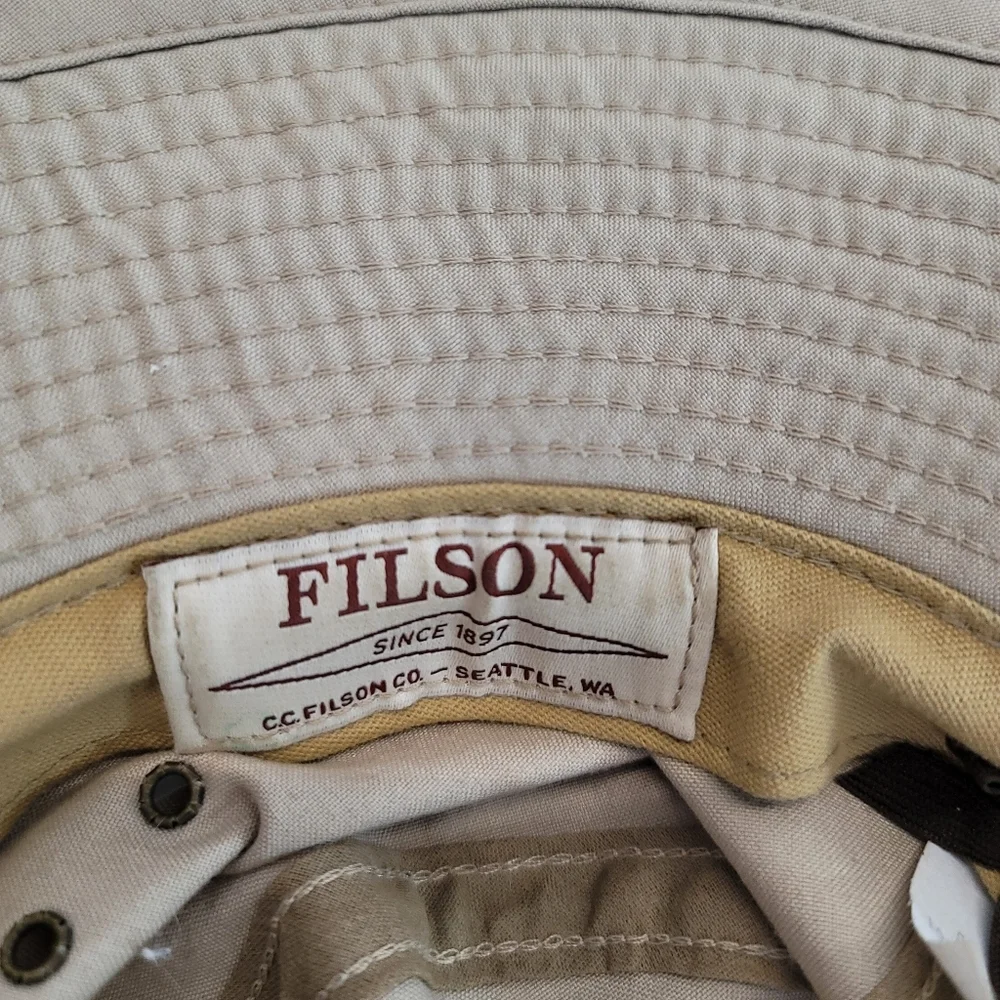 FILSON
SINCE 1897
C.C. FILSON CO. — SEATTLE, WA